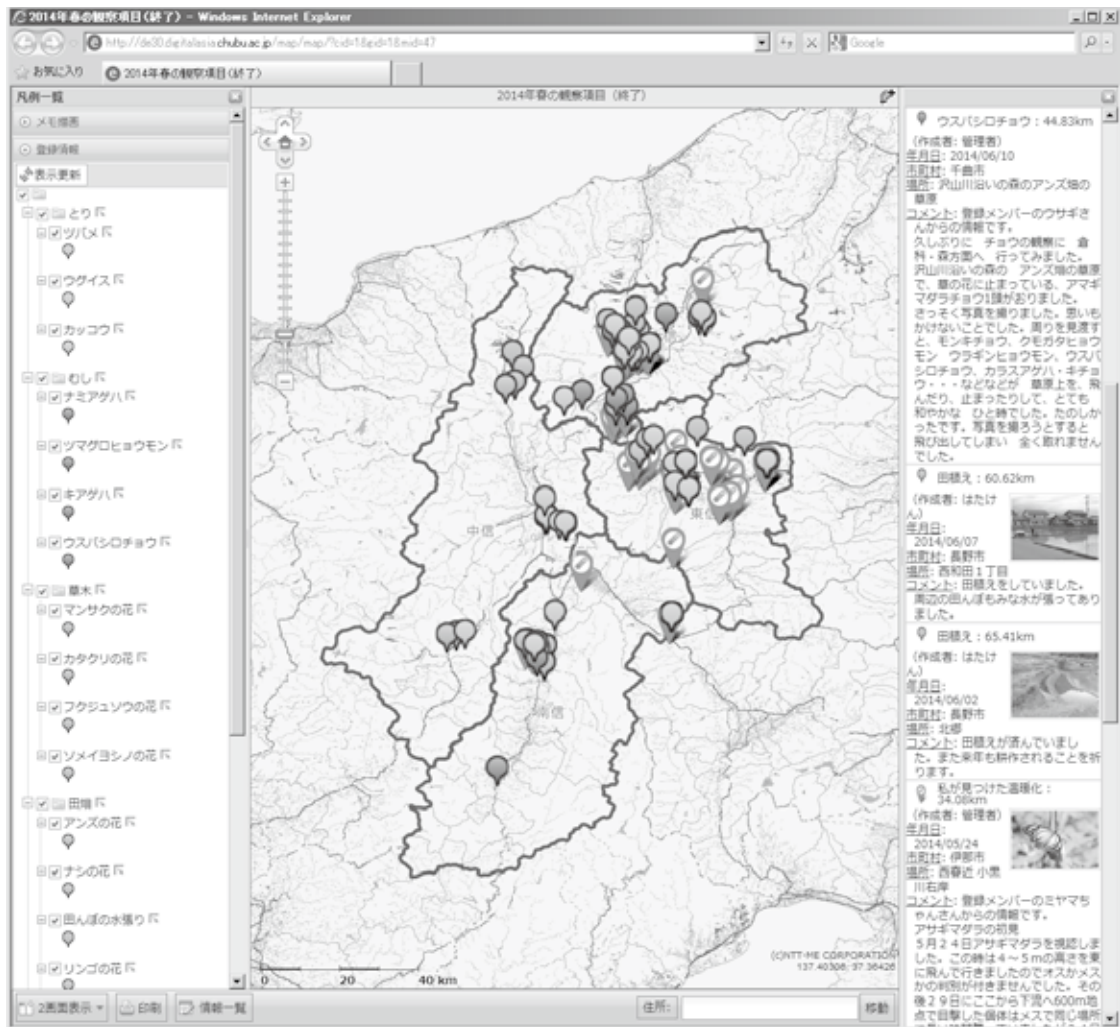 2014年春の観察項目(終了) - Windows Internet Explorer
Google
お気に入り
2014年春の観察項目(終了)
凡例一覧
2014年春の観察項目（終了）
メモ描画
登録情報
表示更新
とり
ツバメ
ウグイス
カッコウ
むし
ナミアゲハ
ツマグロヒョウモン
キアゲハ
ウスバシロチョウ
草木
マンサクの花
カタクリの花
フクジュソウの花
ソメイヨシノの花
田畑
アンズの花
ナシの花
田んぼの水張り
リンゴの花
中信
東信
南信
0 20 40 km
(C)NTT-ME CORPORATION
137.40308, 37.36426
ウスバシロチョウ：44.83km
(作成者: 管理者)
年月日: 2014/06/10
市町村: 千曲市
場所: 沢山川沿いの森のアンズ畑の
草原
コメント: 登録メンバーのウサギさ
んからの情報です。
久しぶりに チョウの観察に 倉
科・森方面へ 行ってみました。
沢山川沿いの森の アンズ畑の草原
で、草の花に止まっている、アマギ
マダラチョウ1頭がおりました。
さっそく写真を撮りました。思いも
かけないことでした。周りを見渡す
と、モンキチョウ、クモガタヒョウ
モン ウラギンヒョウモン、ウスバ
シロチョウ、カラスアゲハ・キチョ
ウ・・・などなどが 草原上を、飛
んだり、止まったりして、とても
和やかな ひと時でした。たのしか
ったです。写真を撮ろうとすると
飛び出してしまい 全く取れません
でした。
田植え：60.62km
(作成者: はたけ
ん)
年月日:
2014/06/07
市町村: 長野市
場所: 西和田１丁目
コメント: 田植えをしていました。
周辺の田んぼもみな水が張ってあり
ました。
田植え：65.41km
(作成者: はたけ
ん)
年月日:
2014/06/02
市町村: 長野市
場所: 北郷
コメント: 田植えが済んでいまし
た。また来年も耕作されることを祈
ります。
私が見つけた温暖化：
34.08km
(作成者: 管理者)
年月日:
2014/05/24
市町村: 伊那市
場所: 西春近 小黒
川右岸
コメント: 登録メンバーのミヤマち
ゃんさんからの情報です。
アサギマダラの初見
５月２４日アサギマダラを視認しま
した。この時は４～５mの高さを東
に飛んで行きましたのでオスかメス
かの判別が付きませんでした。その
後２９日にここから下流へ600m地
点で目撃した個体はメスで同じ場所
2画面表示
印刷
情報一覧
住所:
移動